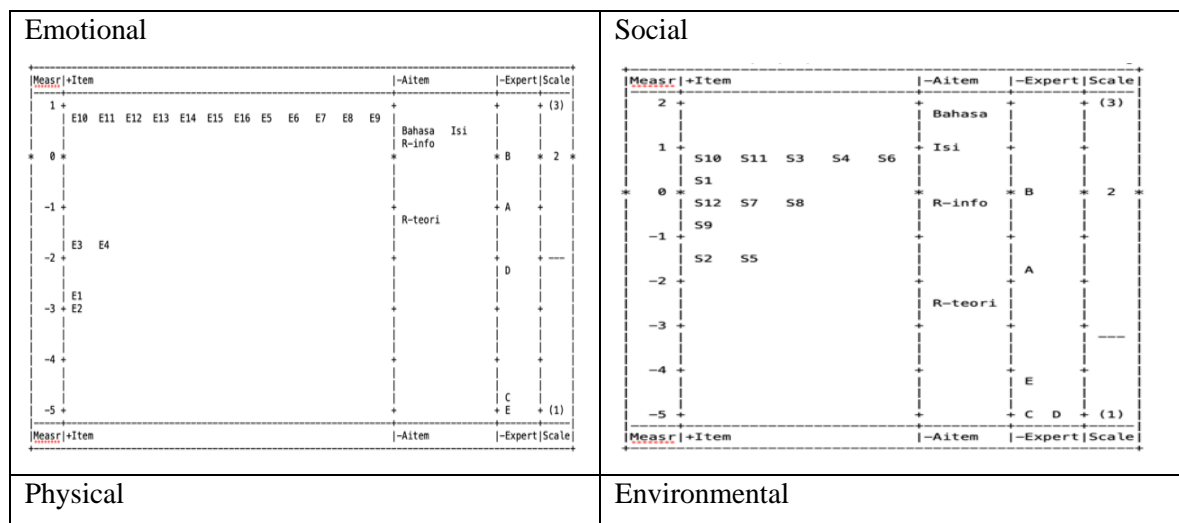 Emotional
|Measr|+Item |-Aitem |-Expert|Scale|
1 + + + + (3)
E10 E11 E12 E13 E14 E15 E16 E5 E6 E7 E8 E9
Bahasa Isi
R-info
* 0 * * * B * 2 *
-1 + + + A +
R-teori
E3 E4
-2 + + + + ---
D
E1
-3 + E2 + + +
-4 + + + +
C
-5 + + + E + (1)
|Measr|+Item |-Aitem |-Expert|Scale|
Social
|Measr|+Item |-Aitem |-Expert|Scale|
2 + + + + (3)
Bahasa
1 + + Isi + +
S10 S11 S3 S4 S6
S1
* 0 * * * B * 2 *
S12 S7 S8 R-info
S9
-1 + + + +
S2 S5
A
-2 + + + +
R-teori
-3 + + + +
---
-4 + + + +
E
-5 + + + C D + (1)
|Measr|+Item |-Aitem |-Expert|Scale|
Physical
Environmental